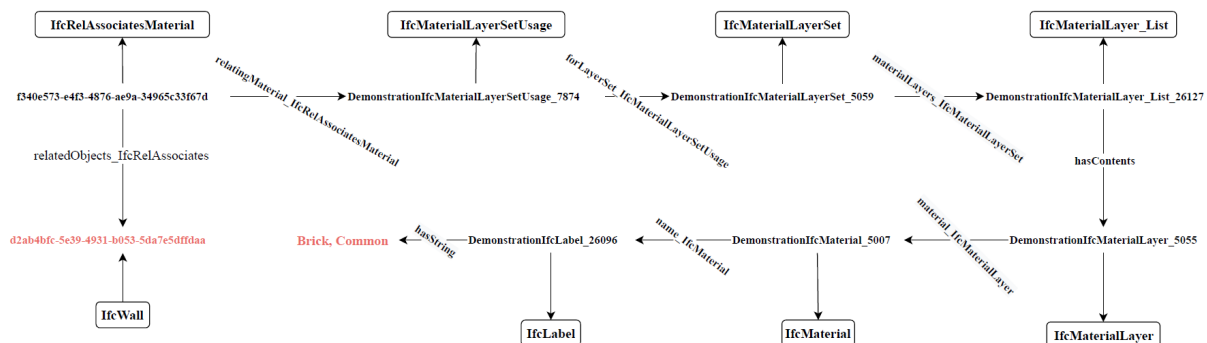 IfcRelAssociatesMaterial
IfcMaterialLayerSetUsage
IfcMaterialLayerSet
IfcMaterialLayer_List
f340e573-e4f3-4876-ae9a-34965c33f67d
relatingMaterial_IfcRelAssociatesMaterial
DemonstrationIfcMaterialLayerSetUsage_7874
forLayerSet_IfcMaterialLayerSetUsage
DemonstrationIfcMaterialLayerSet_5059
materialLayers_IfcMaterialLayerSet
DemonstrationIfcMaterialLayer_List_26127
relatedObjects_IfcRelAssociates
hasContents
d2ab4bfc-5e39-4931-b053-5da7e5dffdaa
Brick, Common
hasString
DemonstrationIfcLabel_26096
name_IfcMaterial
DemonstrationIfcMaterial_5007
material_IfcMaterialLayer
DemonstrationIfcMaterialLayer_5055
IfcWall
IfcLabel
IfcMaterial
IfcMaterialLayer